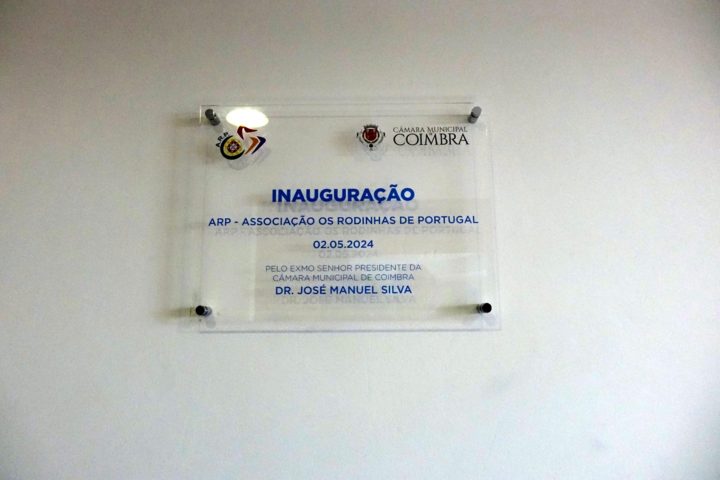 ARP
CÂMARA MUNICIPAL
COIMBRA
INAUGURAÇÃO
ARP - ASSOCIAÇÃO OS RODINHAS DE PORTUGAL
02.05.2024
PELO EXMO SENHOR PRESIDENTE DA
CÂMARA MUNICIPAL DE COIMBRA
DR. JOSÉ MANUEL SILVA